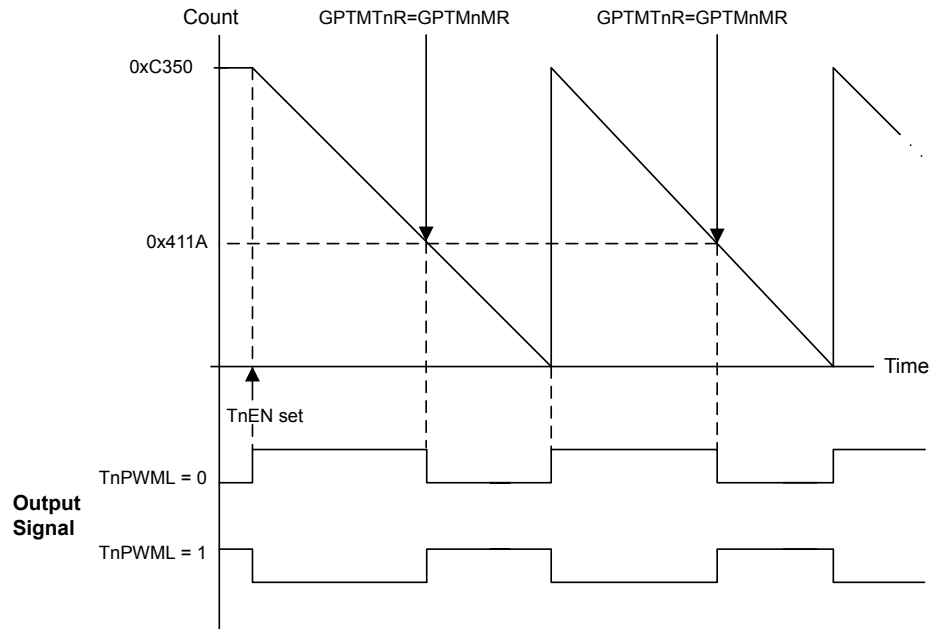 Count
GPTMTnR=GPTMnMR
GPTMTnR=GPTMnMR
0xC350
0x411A
Time
TnEN set
TnPWML = 0
Output
Signal
TnPWML = 1